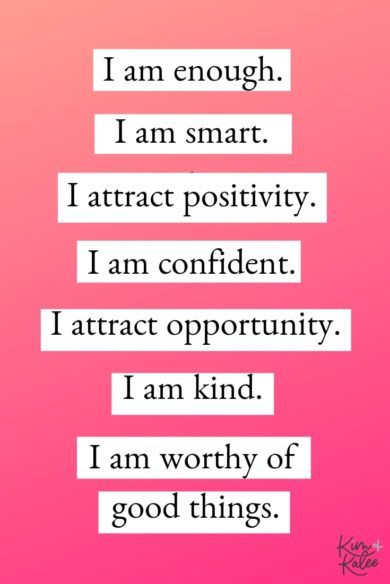 I am enough.
I am smart.
I attract positivity.
I am confident.
I attract opportunity.
I am kind.
I am worthy of
good things.
Kim +
Kalee